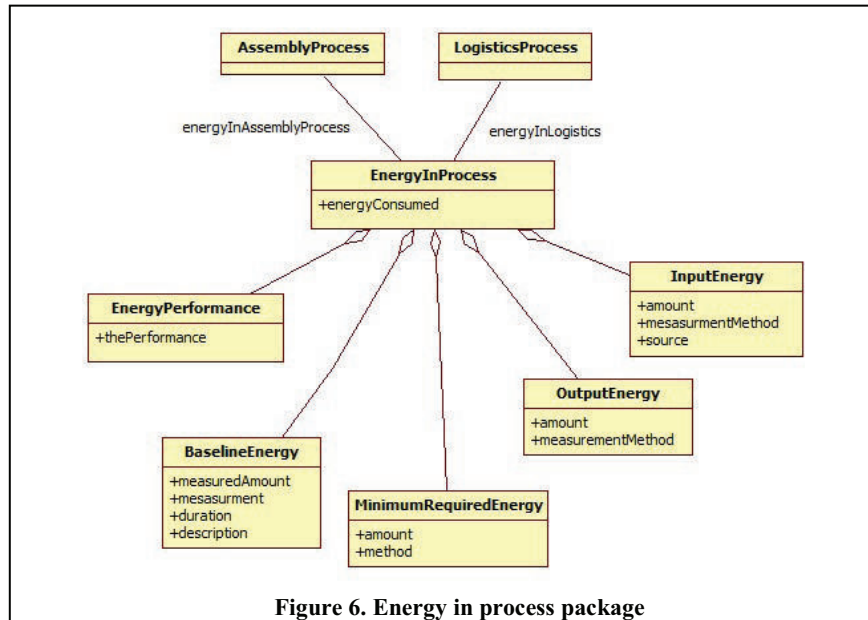 AssemblyProcess
LogisticsProcess
energyInAssemblyProcess
energyInLogistics
EnergyInProcess
+energyConsumed
EnergyPerformance
+thePerformance
InputEnergy
+amount
+mesasurmentMethod
+source
OutputEnergy
+amount
+measurementMethod
BaselineEnergy
+measuredAmount
+mesasurment
+duration
+description
MinimumRequiredEnergy
+amount
+method
Figure 6. Energy in process package